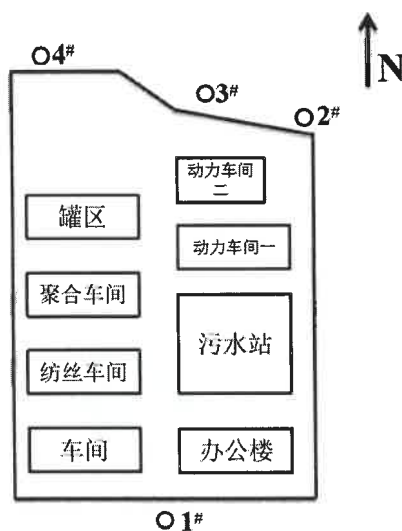 O4#
O3#
O2#
N
动力车间
二
罐区
动力车间一
聚合车间
污水站
纺丝车间
车间
办公楼
O1#